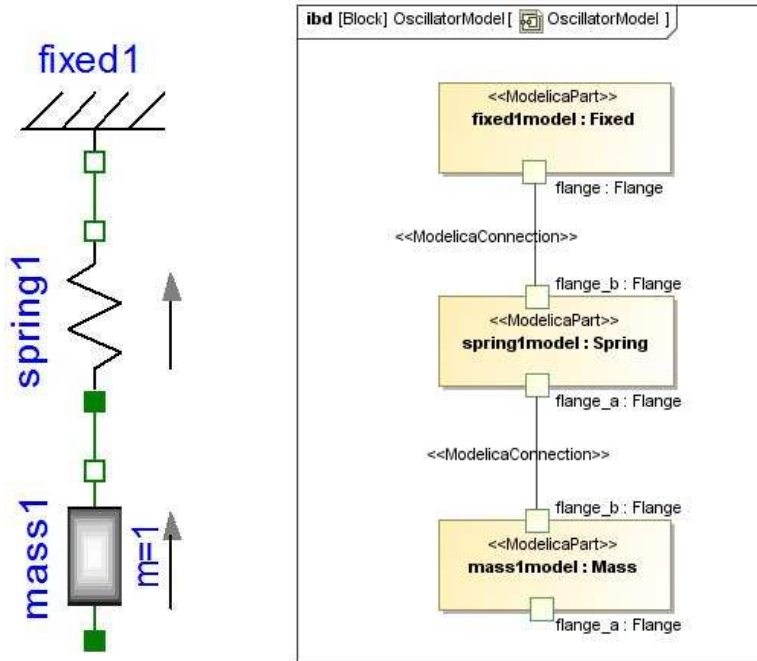 fixed1
spring1
mass1
m=1
ibd [Block] OscillatorModel[ OscillatorModel ]
<<ModelicaPart>>
fixed1model : Fixed
flange : Flange
<<ModelicaConnection>>
flange_b : Flange
<<ModelicaPart>>
spring1model : Spring
flange_a : Flange
<<ModelicaConnection>>
flange_b : Flange
<<ModelicaPart>>
mass1model : Mass
flange_a : Flange